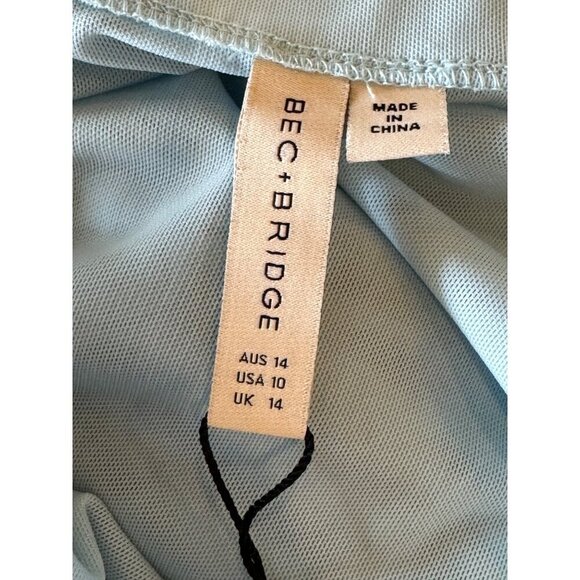 BEC+BRIDGE
AUS 14
USA 10
UK 14
MADE
IN
CHINA